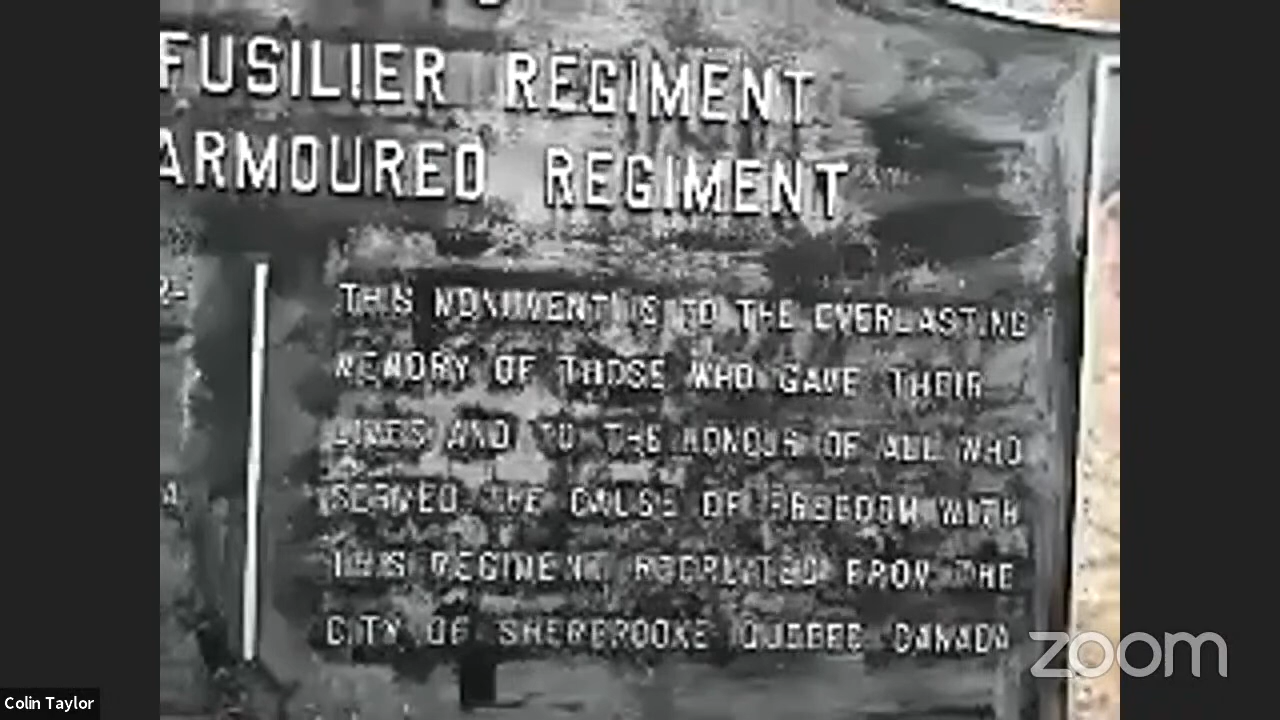 FUSILIER REGIMENT
ARMOURED REGIMENT
THIS MONUMENT IS TO THE EVERLASTING
MEMORY OF THOSE WHO GAVE THEIR
LIVES AND TO THE HONOUR OF ALL WHO
SERVED THE CAUSE OF FREEDOM WITH
THIS REGIMENT RECRUITED FROM THE
CITY OF SHERBROOKE QUEBEC CANADA
zoom
Colin Taylor